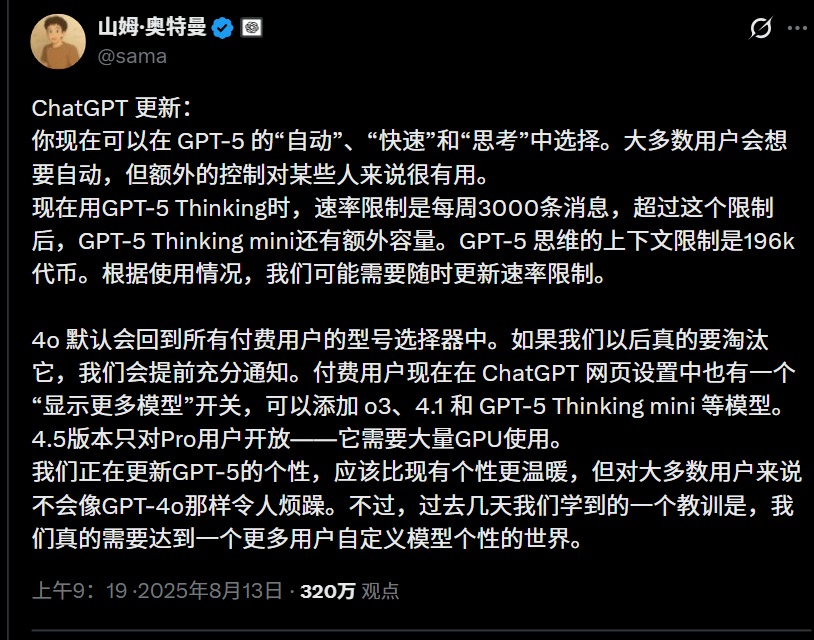 山姆·奥特曼
@sama
ChatGPT 更新：
你现在可以在 GPT-5 的“自动”、“快速”和“思考”中选择。大多数用户会想
要自动，但额外的控制对某些人来说很有用。
现在用GPT-5 Thinking时，速率限制是每周3000条消息，超过这个限制
后，GPT-5 Thinking mini还有额外容量。GPT-5 思维的上下文限制是196k
代币。根据使用情况，我们可能需要随时更新速率限制。
4o 默认会回到所有付费用户的型号选择器中。如果我们以后真的要淘汰
它，我们会提前充分通知。付费用户现在在 ChatGPT 网页设置中也有一个
“显示更多模型”开关，可以添加 o3、4.1 和 GPT-5 Thinking mini 等模型。
4.5版本只对Pro用户开放——它需要大量GPU使用。
我们正在更新GPT-5的个性，应该比现有个性更温暖，但对大多数用户来说
不会像GPT-4o那样令人烦躁。不过，过去几天我们学到的一个教训是，我
们真的需要达到一个更多用户自定义模型个性的世界。
上午9：19 ·2025年8月13日 · 320万 观点